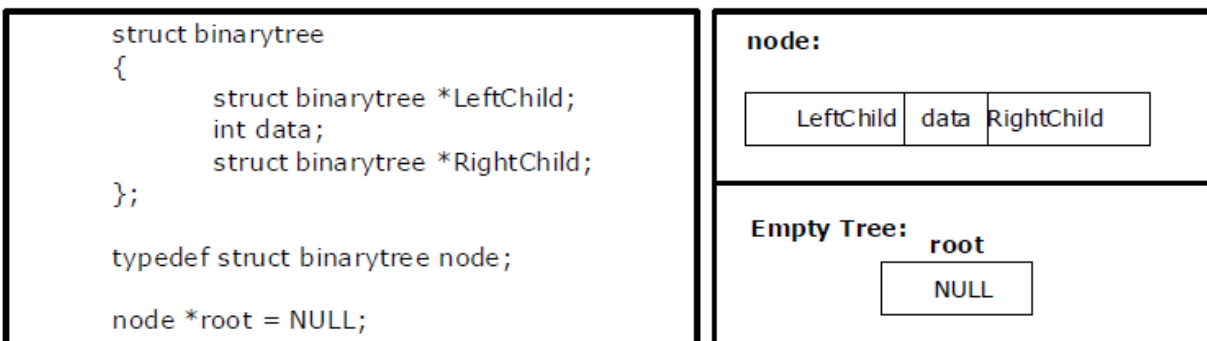 struct binarytree
{
struct binarytree *LeftChild;
int data;
struct binarytree *RightChild;
};
typedef struct binarytree node;
node *root = NULL;
node:
LeftChild data RightChild
Empty Tree:
root
NULL